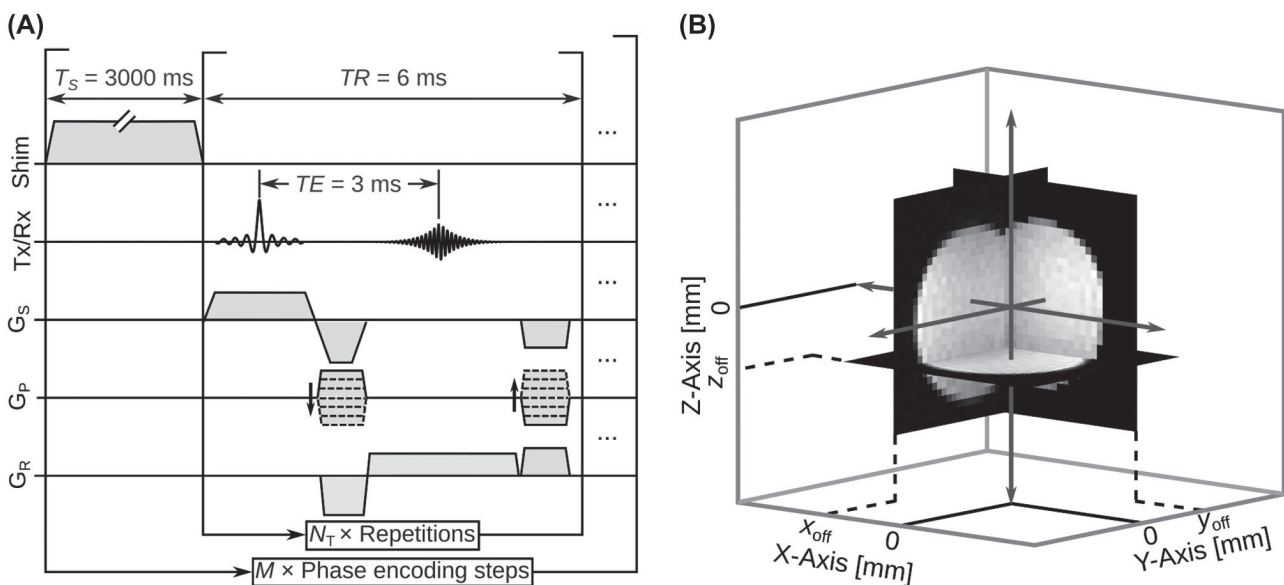 (A)
T_S = 3000 ms
TR = 6 ms
Shim
...
TE = 3 ms
Tx/Rx
...
G_S
...
G_P
...
G_R
...
N_T × Repetitions
M × Phase encoding steps
(B)
Z-Axis [mm]
0
z_off
x_off
0
X-Axis [mm]
0
y_off
Y-Axis [mm]